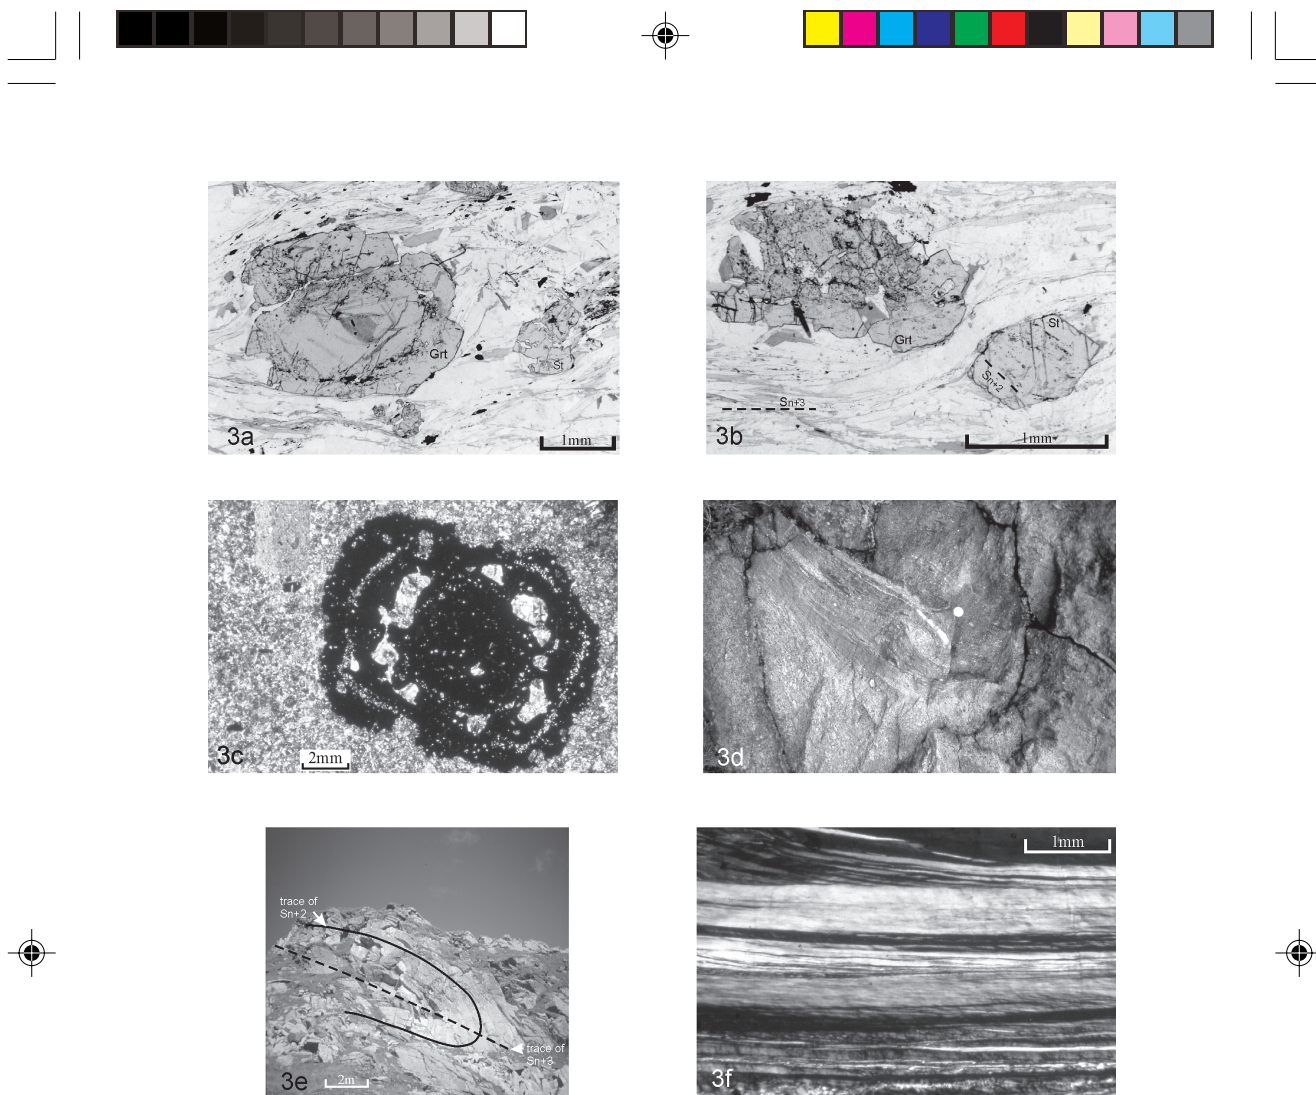 Grt
St
3a
1mm
St
Grt
Sn+2
Sn+3
3b
1mm
3c
2mm
3d
trace of
Sn+2
trace of
Sn+3
3e
2m
1mm
3f